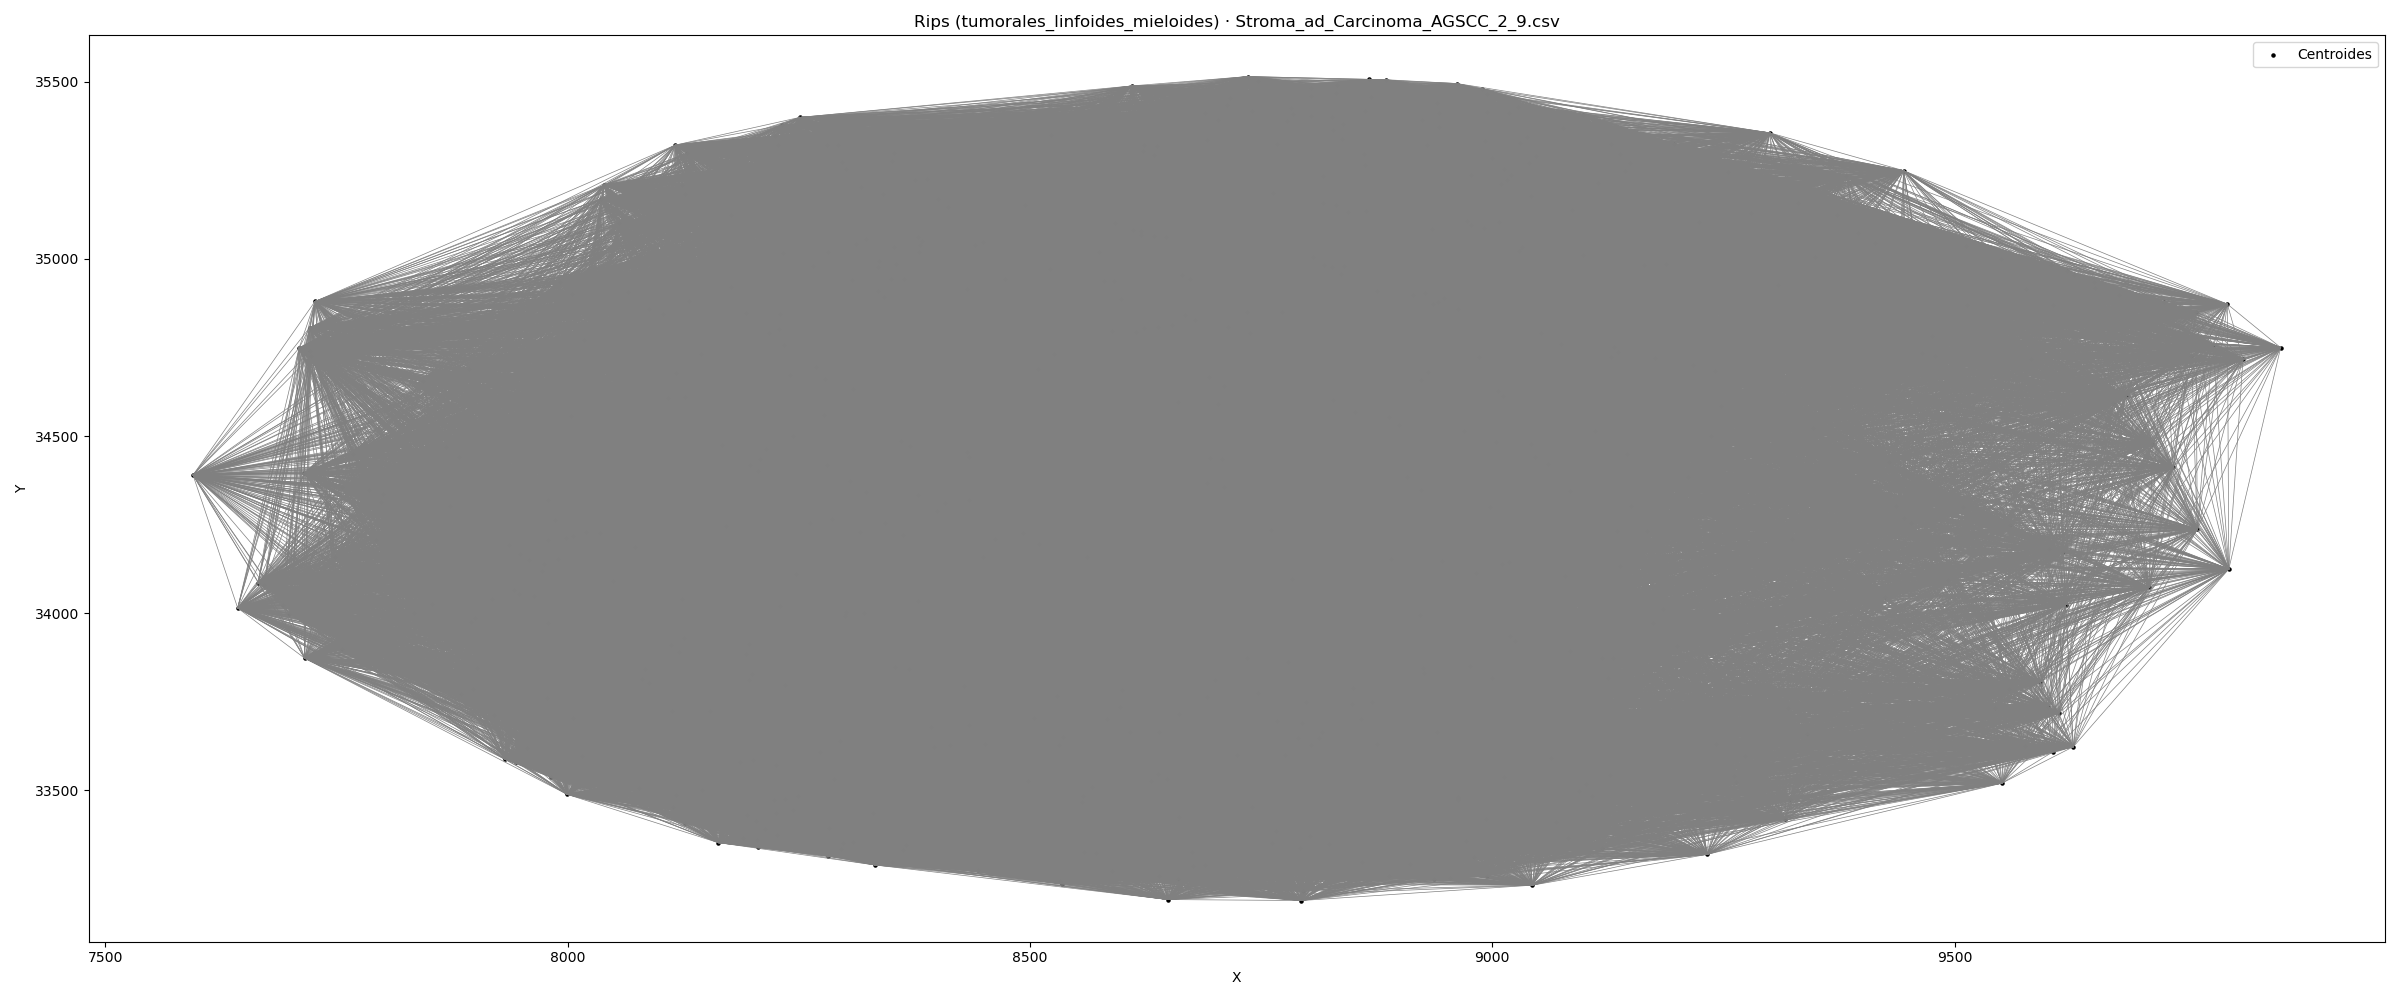 Rips (tumorales_linfoides_mieloides) · Stroma_ad_Carcinoma_AGSCC_2_9.csv
Centroides
35500
35000
34500
34000
33500
Y
7500
8000
8500
9000
9500
X